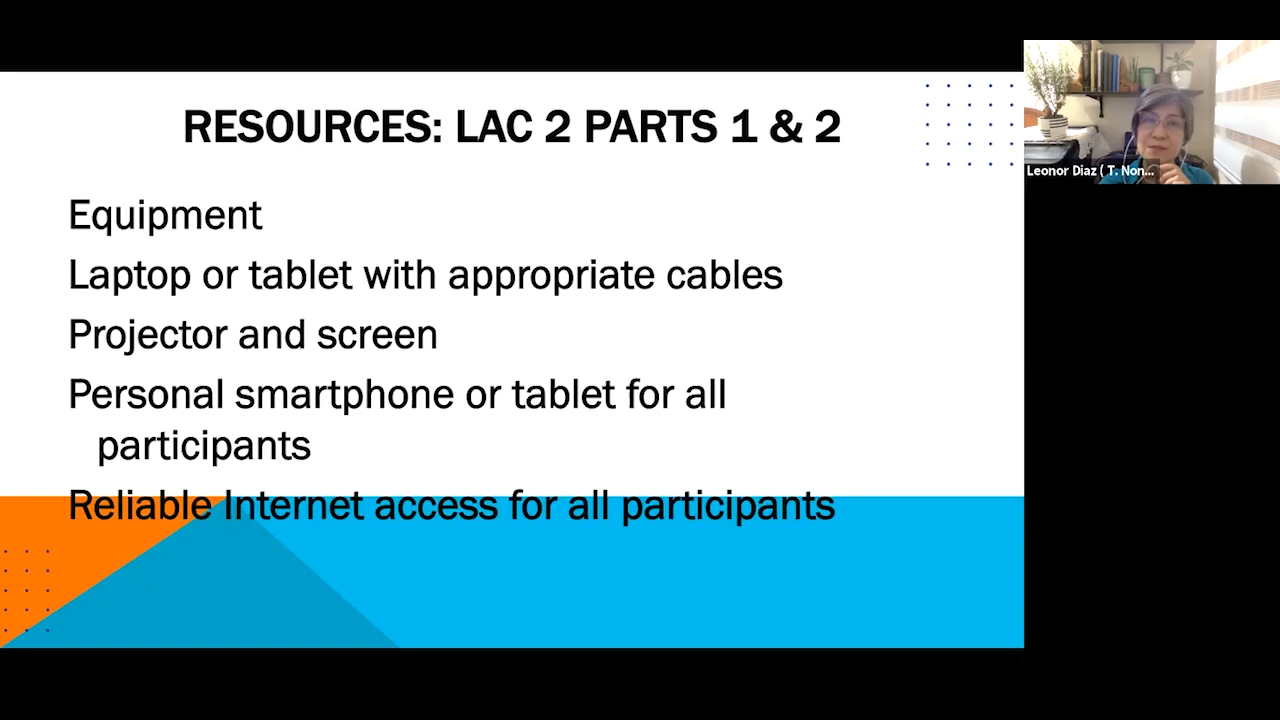 RESOURCES: LAC 2 PARTS 1 & 2
Equipment
Laptop or tablet with appropriate cables
Projector and screen
Personal smartphone or tablet for all
participants
Reliable Internet access for all participants
Leonor Diaz ( T. Non...